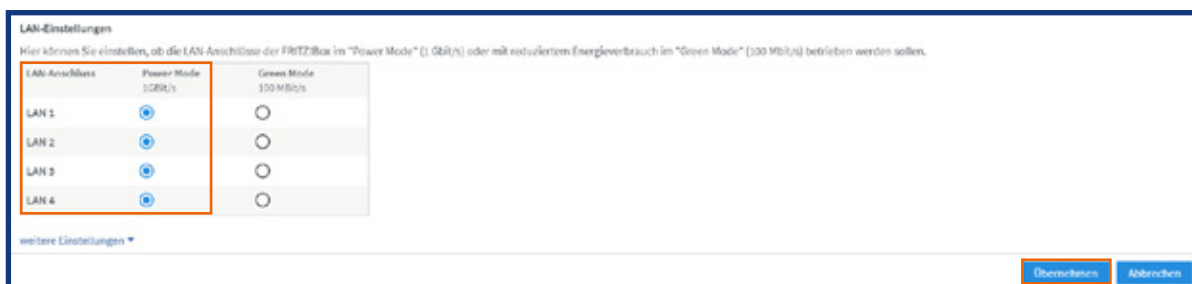 LAN-Einstellungen
Hier können Sie einstellen, ob die LAN-Anschlüsse der FRITZ!Box im "Power Mode" (1 Gbit/s) oder mit reduziertem Energieverbrauch im "Green Mode" (100 Mbit/s) betrieben werden sollen.
LAN-Anschluss Power Mode Green Mode
1GBit/s 100 MBit/s
LAN 1
LAN 2
LAN 3
LAN 4
weitere Einstellungen
Übernehmen Abbrechen